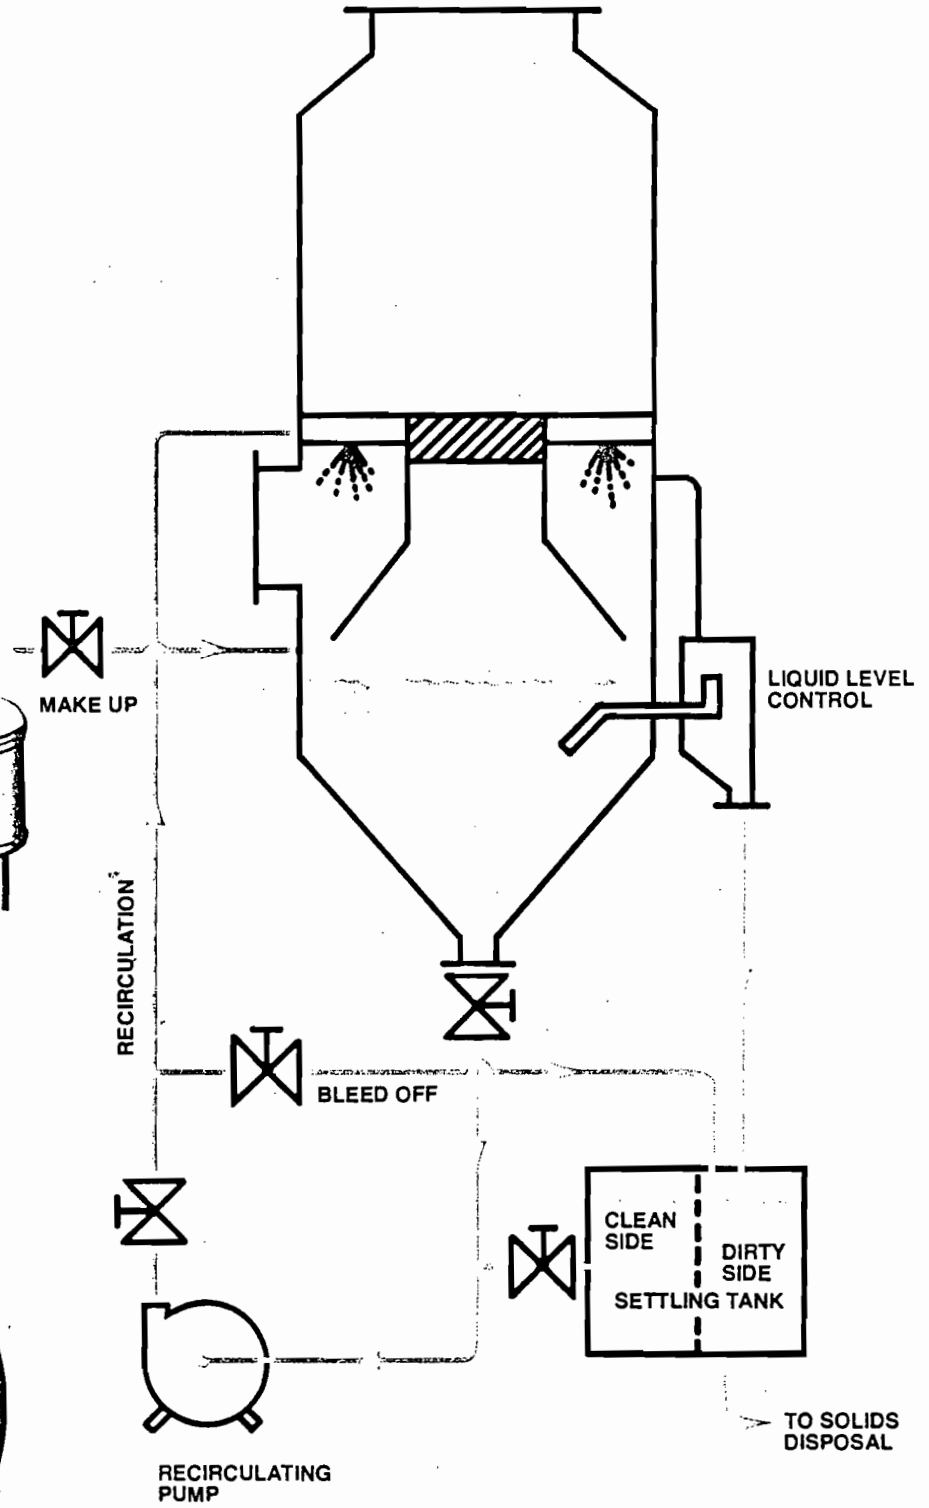 LIQUID LEVEL
CONTROL
MAKE UP
RECIRCULATION
BLEED OFF
CLEAN
SIDE
DIRTY
SIDE
SETTLING TANK
TO SOLIDS
DISPOSAL
RECIRCULATING
PUMP